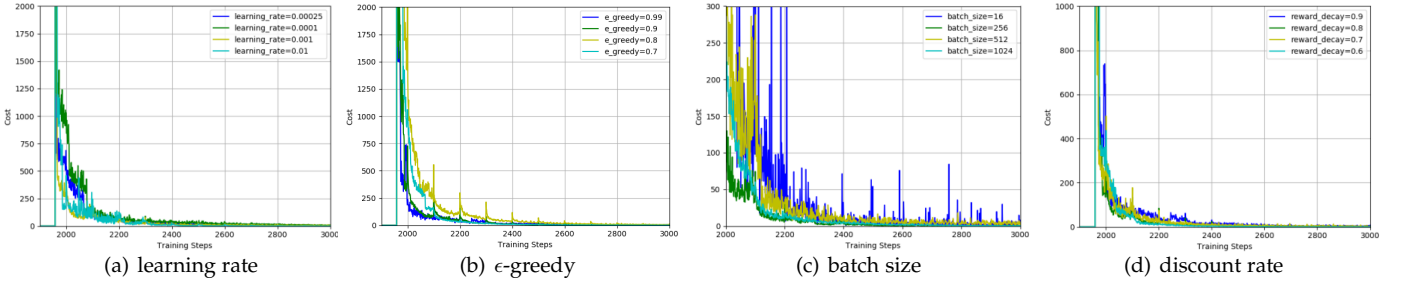 2000
1750
1500
1250
1000
750
500
250
0
Cost
2000 2200 2400 2600 2800 3000
Training Steps
learning_rate=0.00025
learning_rate=0.0001
learning_rate=0.001
learning_rate=0.01
(a) learning rate
2000
1750
1500
1250
1000
750
500
250
0
Cost
2000 2200 2400 2600 2800 3000
Training Steps
e_greedy=0.99
e_greedy=0.9
e_greedy=0.8
e_greedy=0.7
(b) ϵ-greedy
300
250
200
150
100
50
0
Cost
2000 2200 2400 2600 2800 3000
Training Steps
batch_size=16
batch_size=256
batch_size=512
batch_size=1024
(c) batch size
1000
800
600
400
200
0
Cost
2000 2200 2400 2600 2800 3000
Training Steps
reward_decay=0.9
reward_decay=0.8
reward_decay=0.7
reward_decay=0.6
(d) discount rate